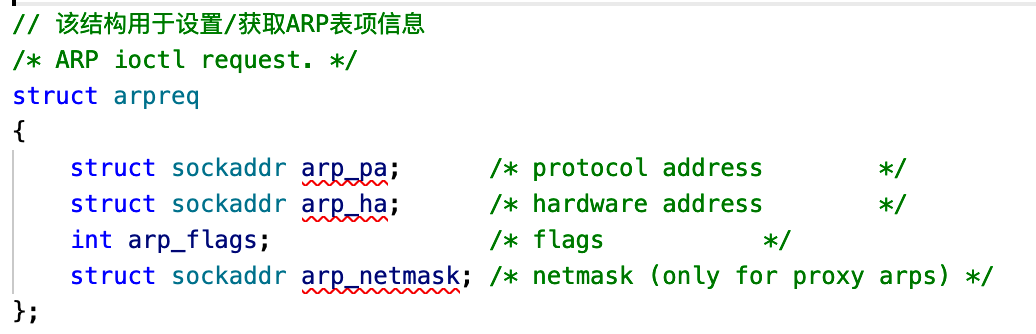 // 该结构用于设置/获取ARP表项信息
/* ARP ioctl request. */
struct arpreq
{
    struct sockaddr arp_pa;      /* protocol address        */
    struct sockaddr arp_ha;      /* hardware address        */
    int arp_flags;               /* flags           */
    struct sockaddr arp_netmask; /* netmask (only for proxy arps) */
};